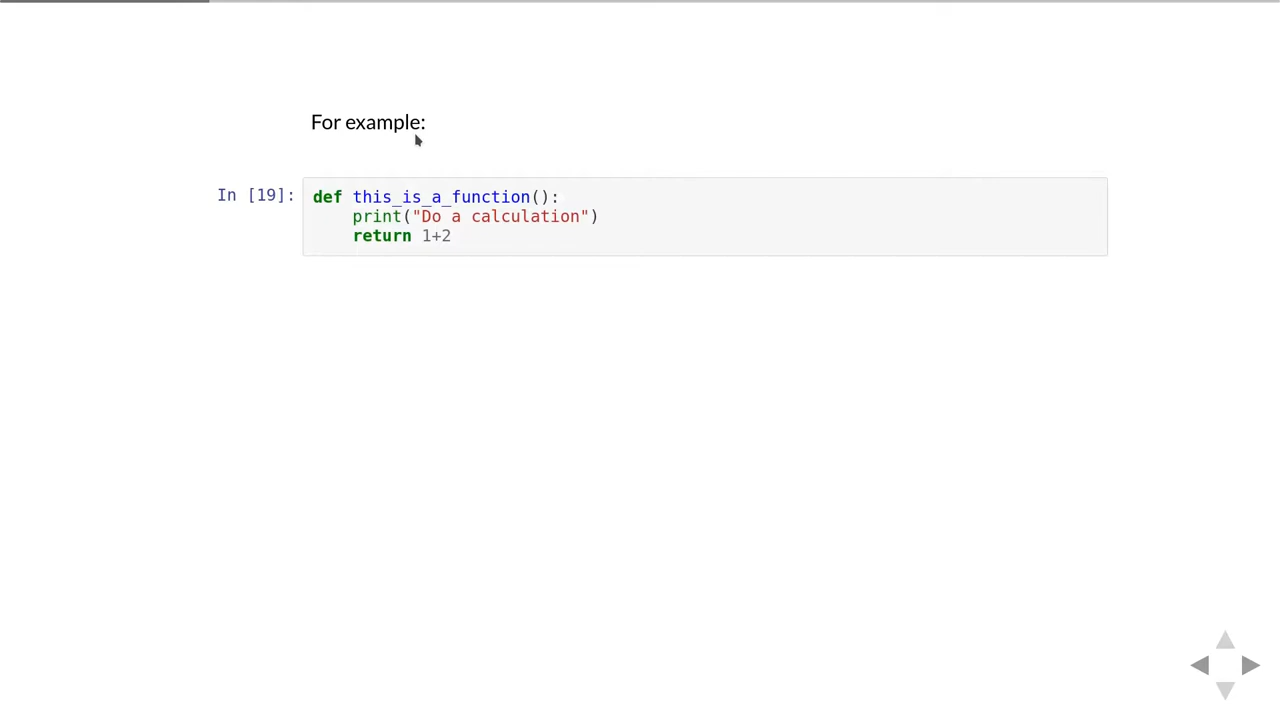 For example:
In [19]: def this_is_a_function():
    print("Do a calculation")
    return 1+2